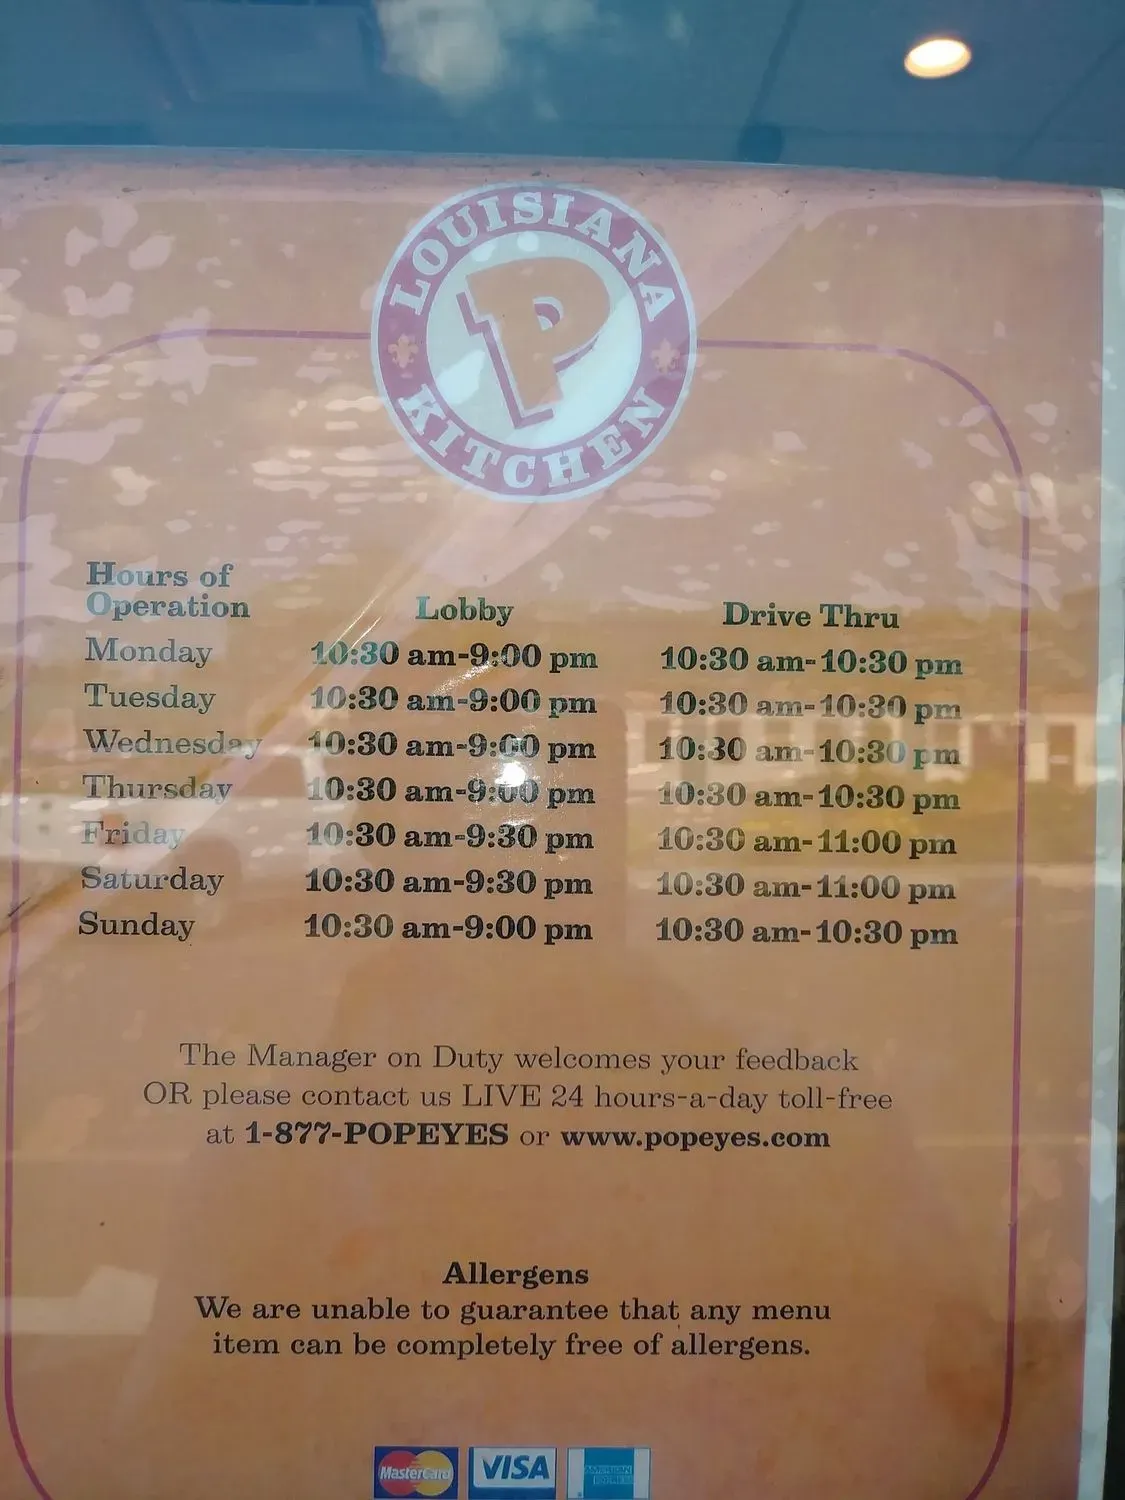 LOUISIANA
P
KITCHEN
Hours of
Operation Lobby Drive Thru
Monday 10:30 am-9:00 pm 10:30 am-10:30 pm
Tuesday 10:30 am-9:00 pm 10:30 am-10:30 pm
Wednesday 10:30 am-9:00 pm 10:30 am-10:30 pm
Thursday 10:30 am-9:00 pm 10:30 am-10:30 pm
Friday 10:30 am-9:30 pm 10:30 am-11:00 pm
Saturday 10:30 am-9:30 pm 10:30 am-11:00 pm
Sunday 10:30 am-9:00 pm 10:30 am-10:30 pm
The Manager on Duty welcomes your feedback
OR please contact us LIVE 24 hours-a-day toll-free
at 1-877-POPEYES or www.popeyes.com
Allergens
We are unable to guarantee that any menu
item can be completely free of allergens.
MasterCard VISA AMERICAN
EXPRESS